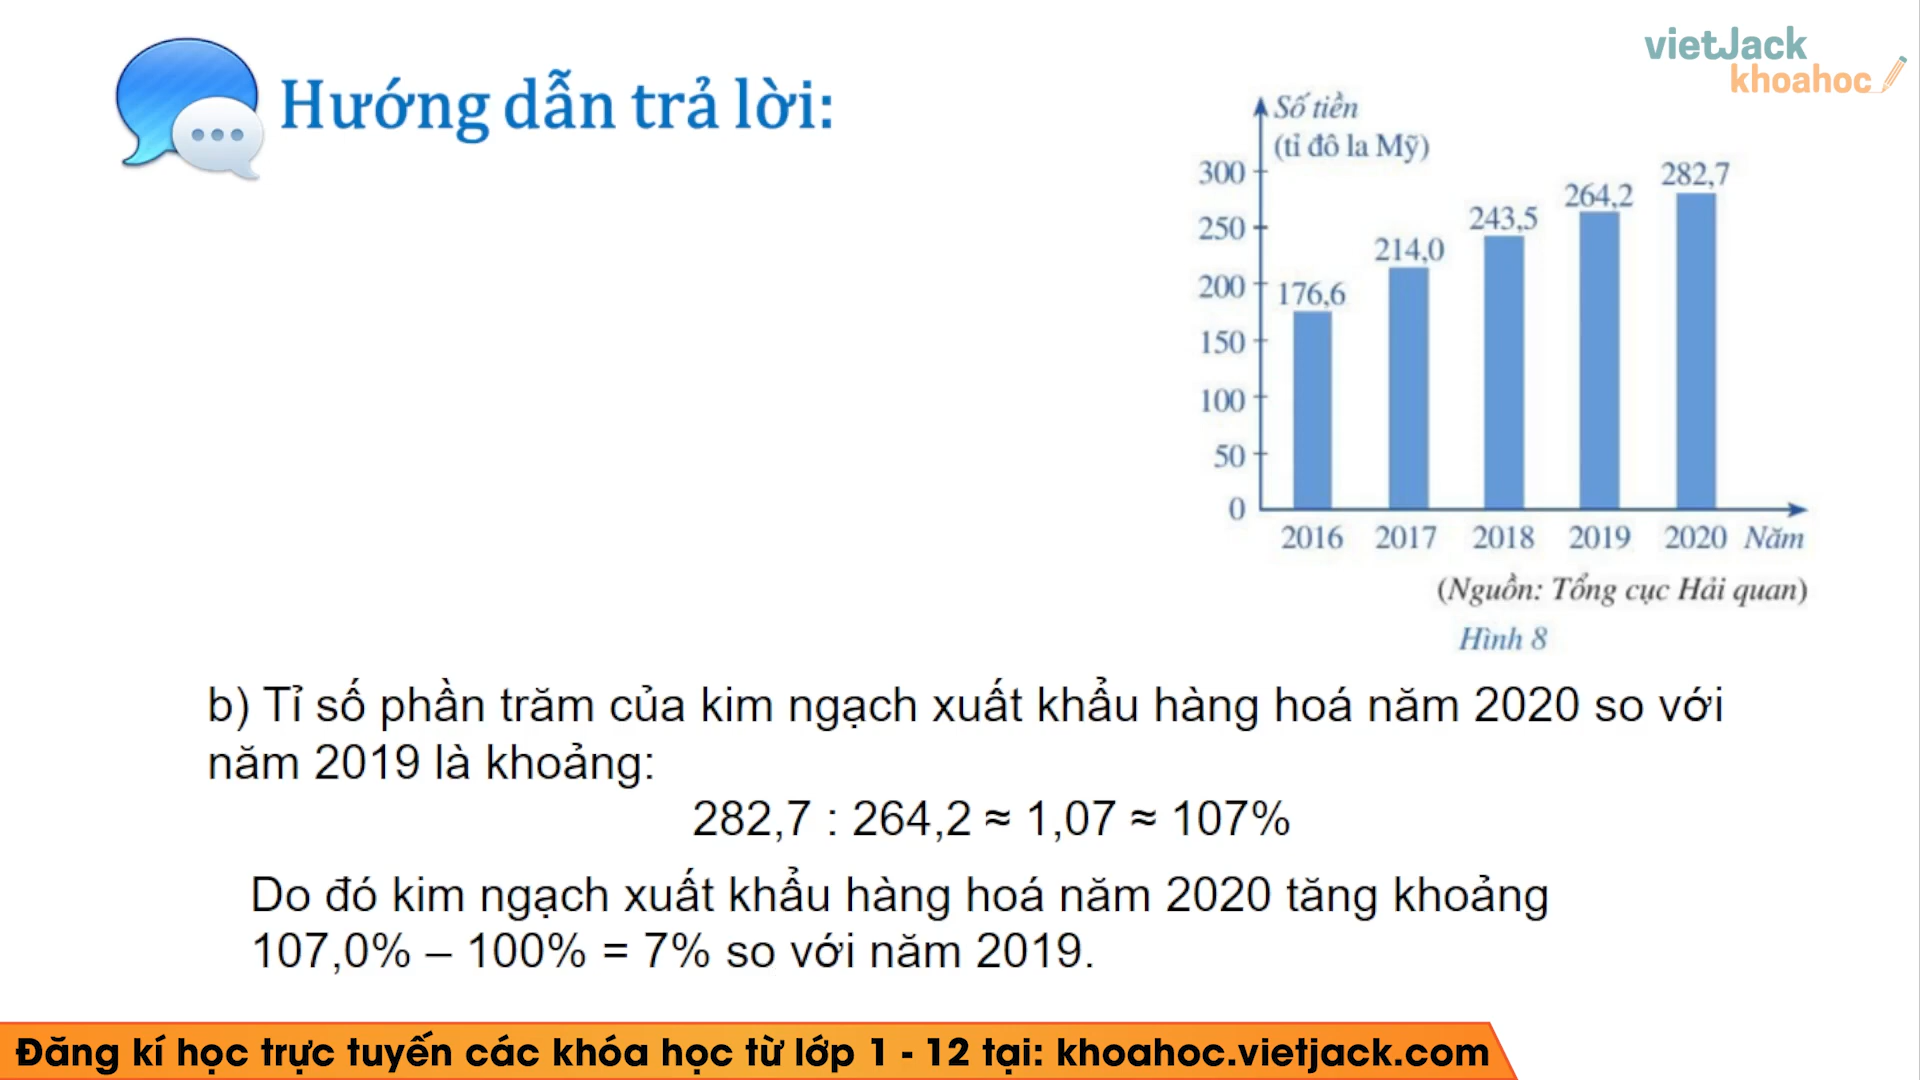 vietJack
khoahoc
Hướng dẫn trả lời:
Số tiền
(tỉ đô la Mỹ)
300
250
200
150
100
50
0
176,6
214,0
243,5
264,2
282,7
2016 2017 2018 2019 2020 Năm
(Nguồn: Tổng cục Hải quan)
Hình 8
b) Tỉ số phần trăm của kim ngạch xuất khẩu hàng hoá năm 2020 so với
năm 2019 là khoảng:
282,7 : 264,2 ≈ 1,07 ≈ 107%
Do đó kim ngạch xuất khẩu hàng hoá năm 2020 tăng khoảng
107,0% – 100% = 7% so với năm 2019.
Đăng kí học trực tuyến các khóa học từ lớp 1 - 12 tại: khoahoc.vietjack.com